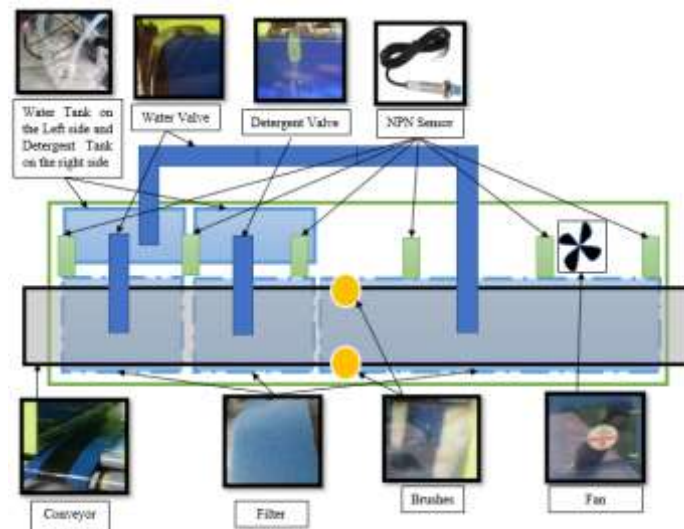 Water Tank on
the Left side and
Detergent Tank
on the right side
Water Valve
Detergent Valve
NPN Sensor
Conveyor
Filter
Brushes
Fan